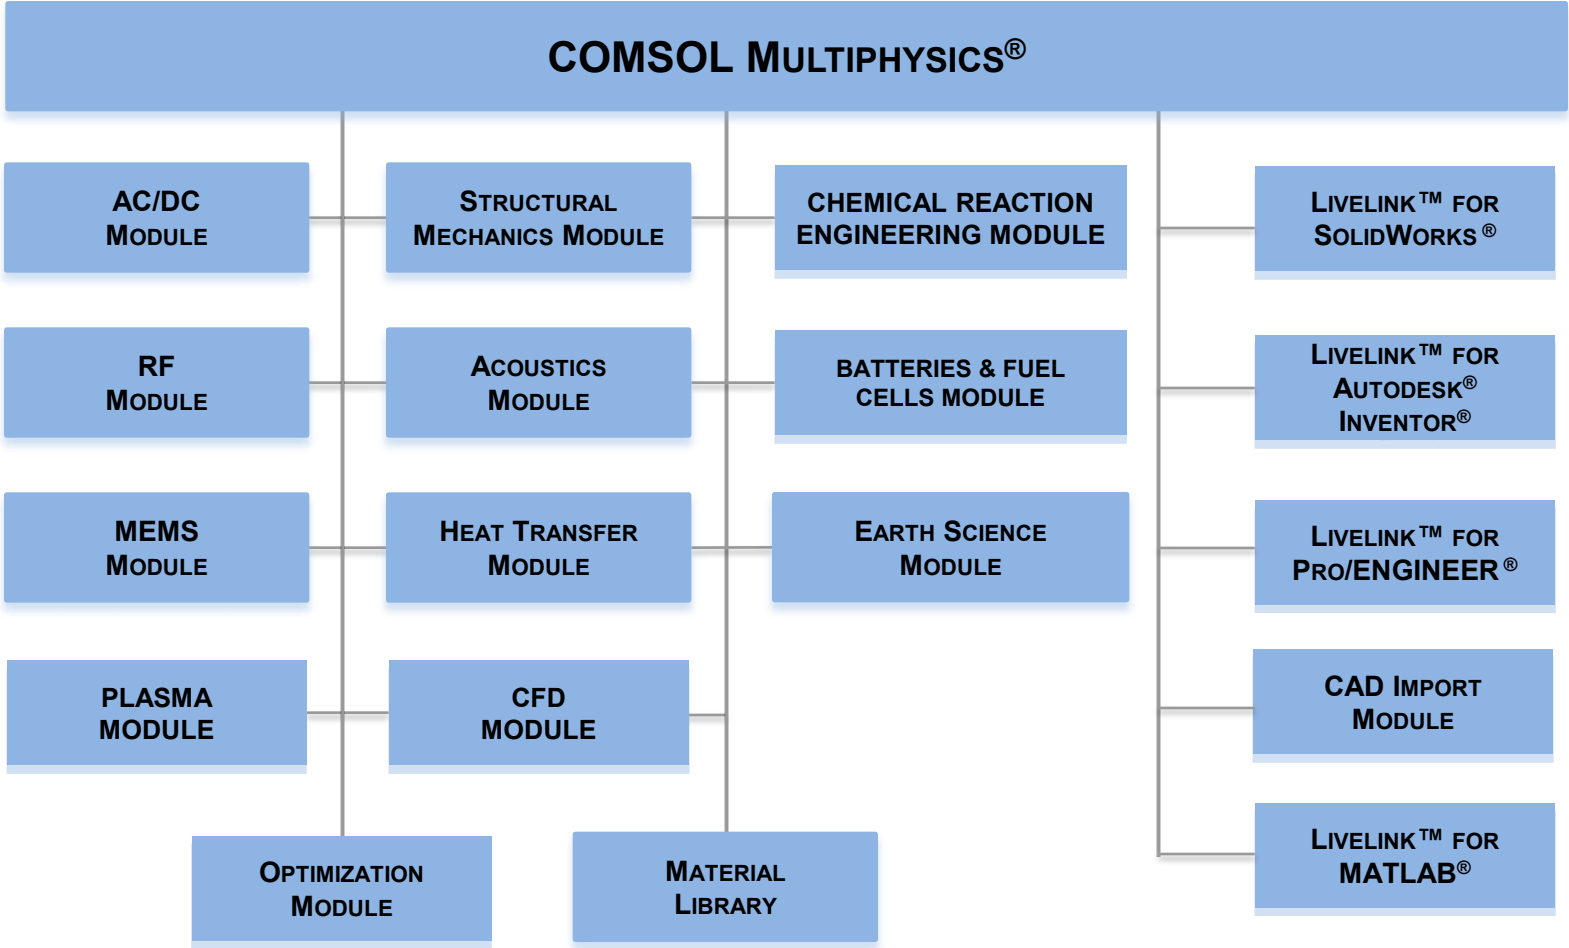 COMSOL MULTIPHYSICS®
AC/DC
MODULE
STRUCTURAL
MECHANICS MODULE
CHEMICAL REACTION
ENGINEERING MODULE
LIVELINK™ FOR
SOLIDWORKS®
RF
MODULE
ACOUSTICS
MODULE
BATTERIES & FUEL
CELLS MODULE
LIVELINK™ FOR
AUTODESK®
INVENTOR®
MEMS
MODULE
HEAT TRANSFER
MODULE
EARTH SCIENCE
MODULE
LIVELINK™ FOR
PRO/ENGINEER®
PLASMA
MODULE
CFD
MODULE
CAD IMPORT
MODULE
OPTIMIZATION
MODULE
MATERIAL
LIBRARY
LIVELINK™ FOR
MATLAB®